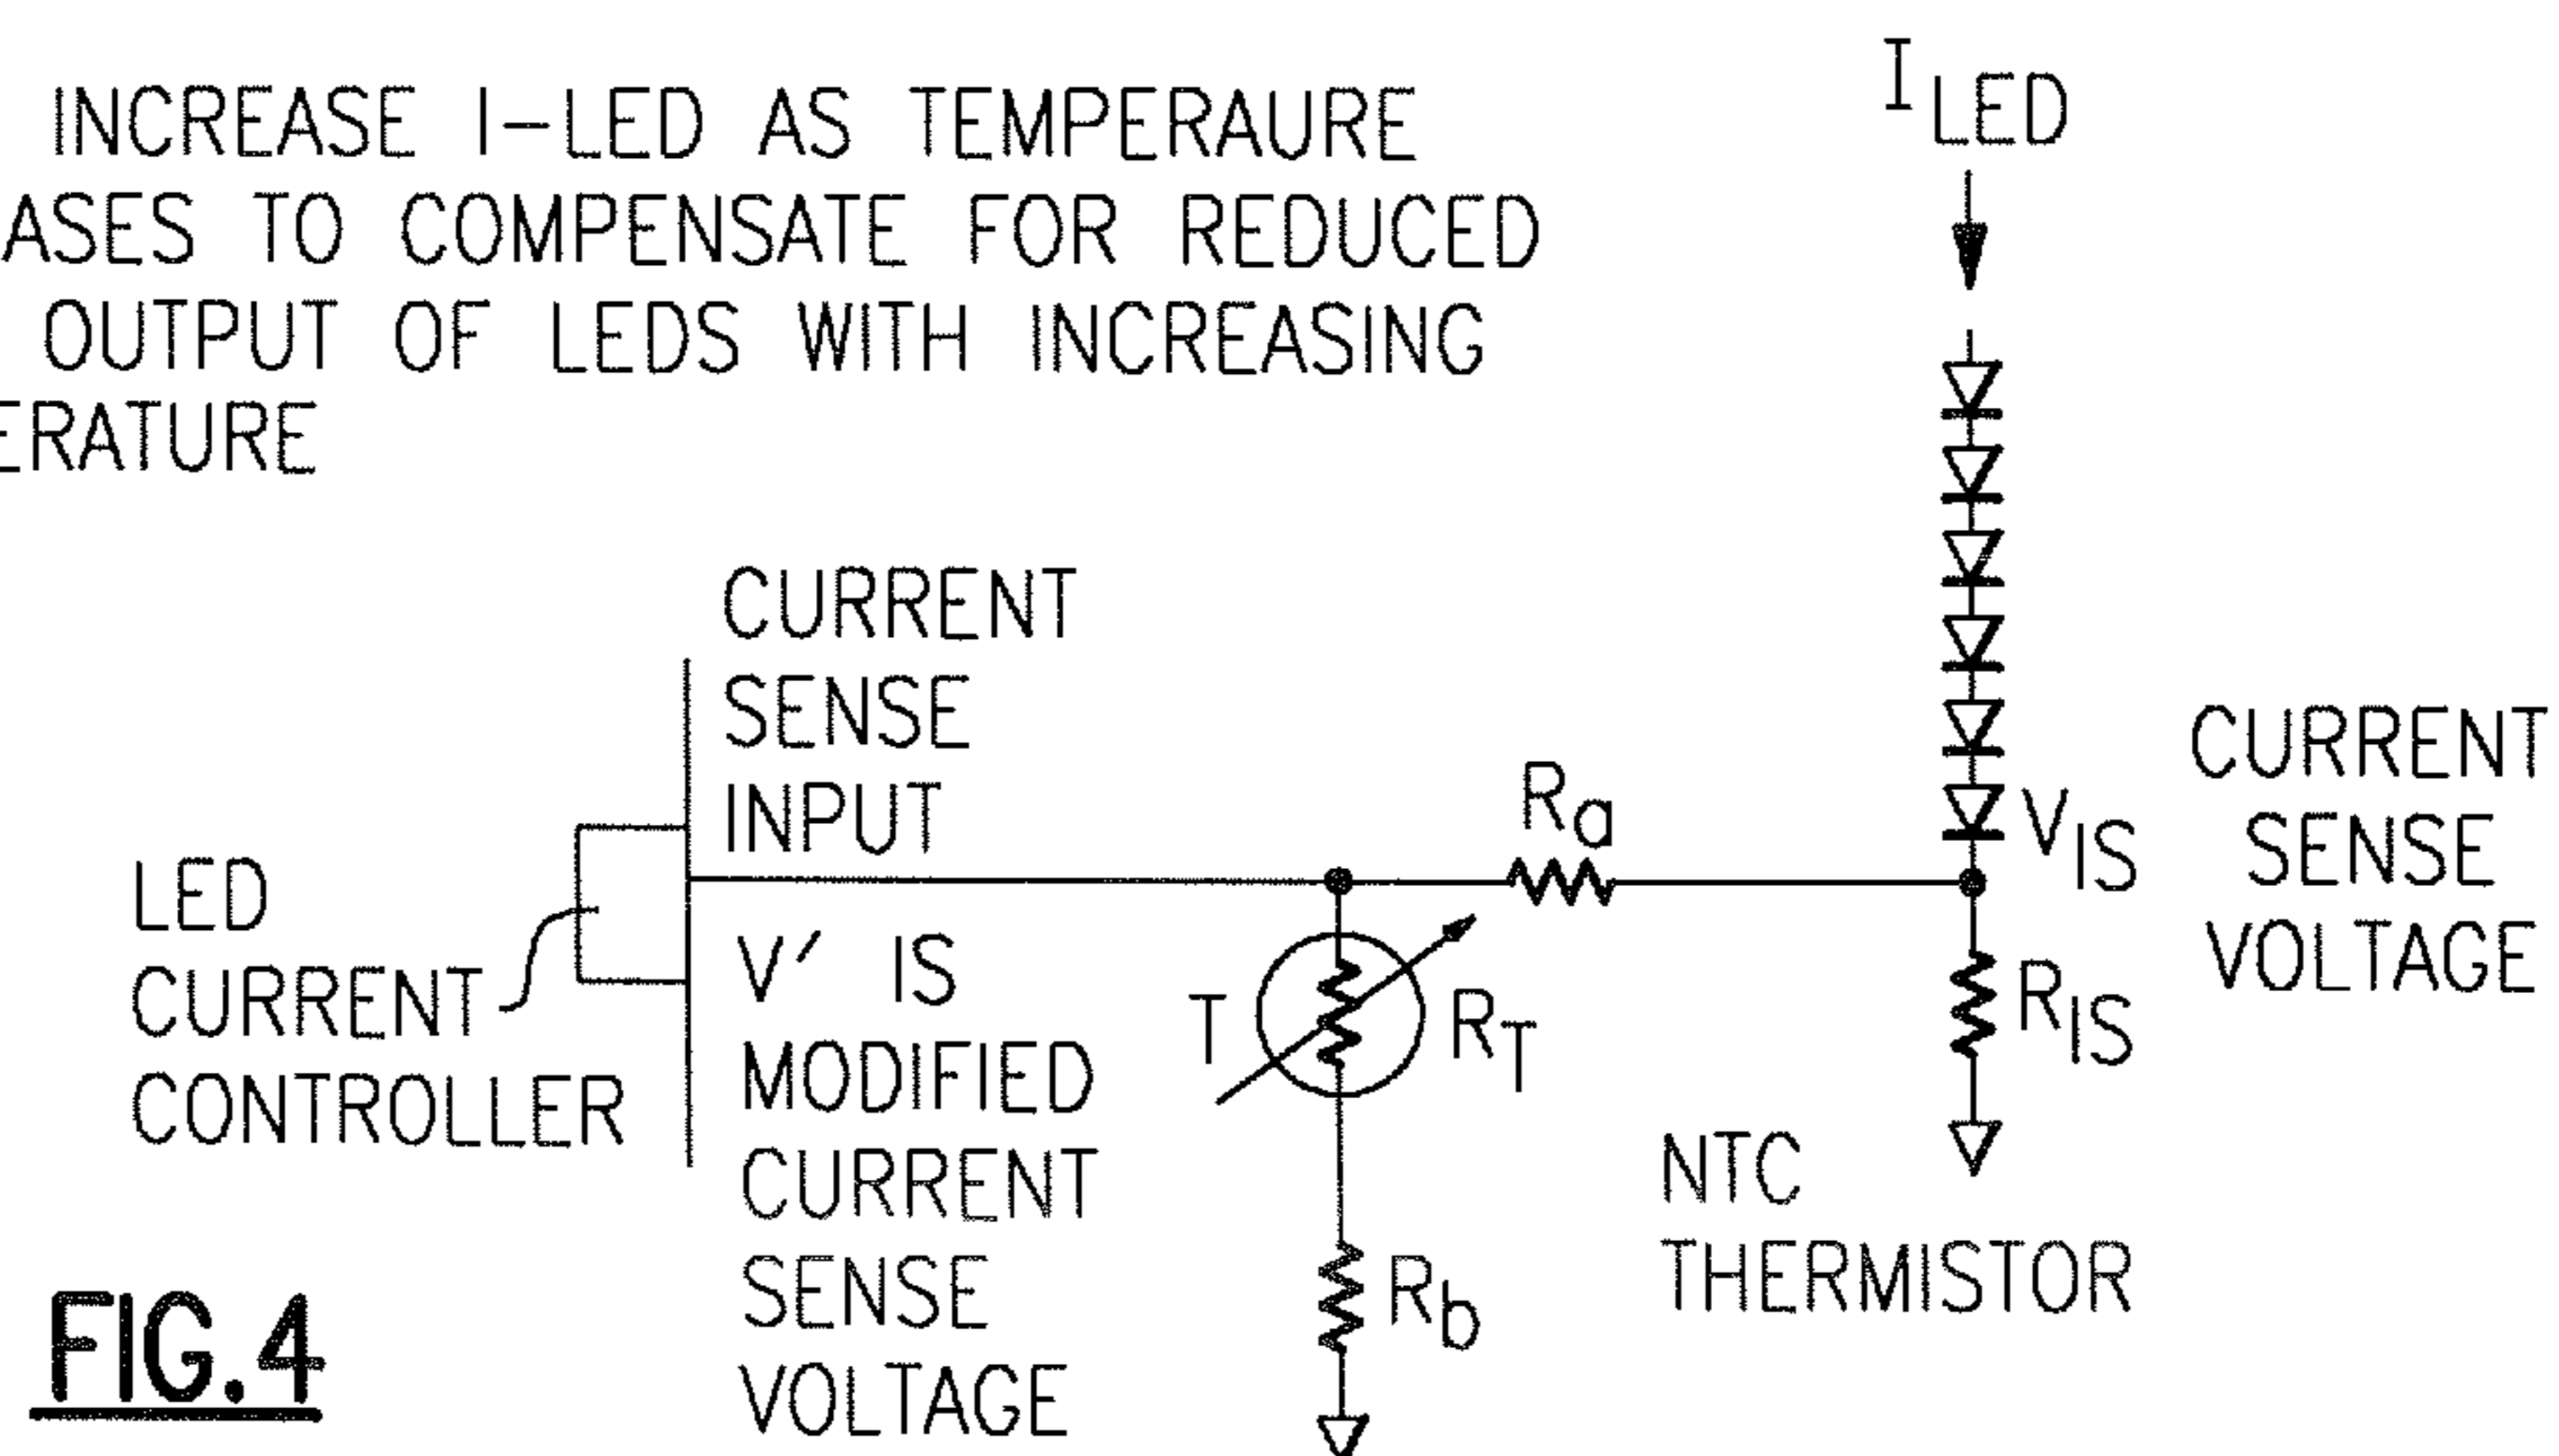 INCREASE I-LED AS TEMPERAURE
ASES TO COMPENSATE FOR REDUCED
OUTPUT OF LEDS WITH INCREASING
ERATURE
I LED
CURRENT
SENSE
INPUT
LED
CURRENT
CONTROLLER
V' IS
MODIFIED
CURRENT
SENSE
VOLTAGE
Ra
T
RT
Rb
VIS
RIS
CURRENT
SENSE
VOLTAGE
NTC
THERMISTOR
FIG.4